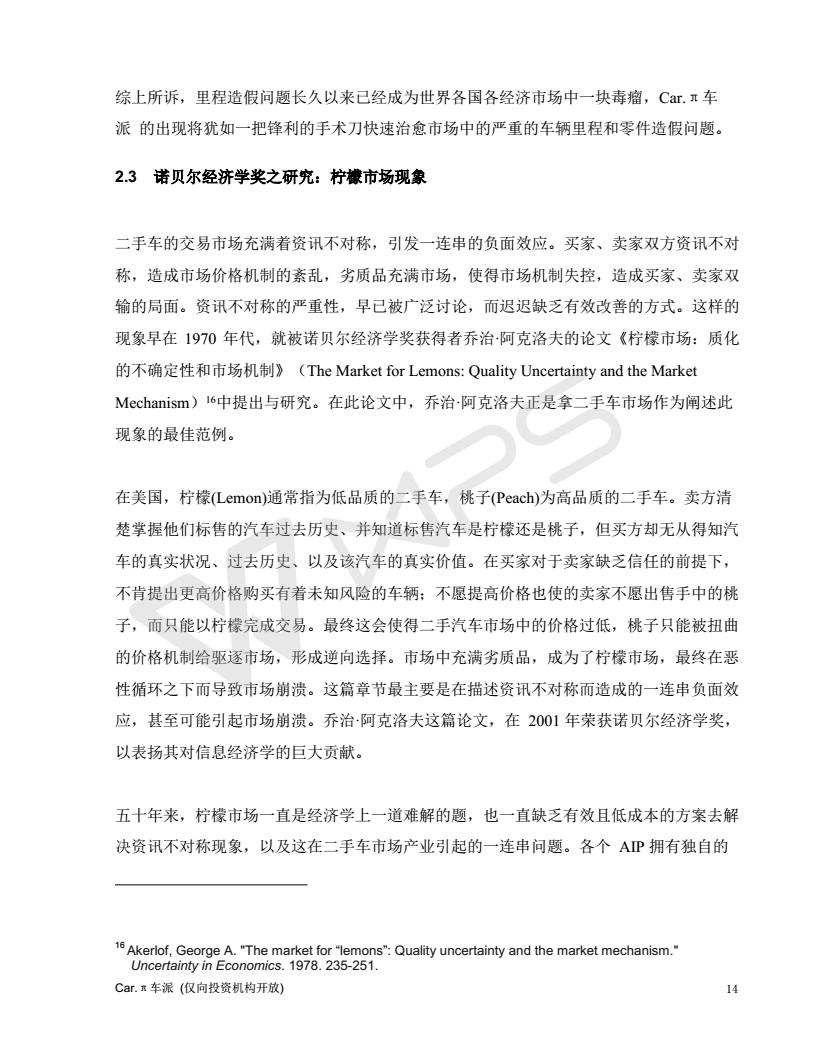 综上所诉，里程造假问题长久以来已经成为世界各国各经济市场中一块毒瘤，Car.π车
派 的出现将犹如一把锋利的手术刀快速治愈市场中的严重的车辆里程和零件造假问题。
2.3 诺贝尔经济学奖之研究：柠檬市场现象
二手车的交易市场充满着资讯不对称，引发一连串的负面效应。买家、卖家双方资讯不对
称，造成市场价格机制的紊乱，劣质品充满市场，使得市场机制失控，造成买家、卖家双
输的局面。资讯不对称的严重性，早已被广泛讨论，而迟迟缺乏有效改善的方式。这样的
现象早在 1970 年代，就被诺贝尔经济学奖获得者乔治·阿克洛夫的论文《柠檬市场：质化
的不确定性和市场机制》（The Market for Lemons: Quality Uncertainty and the Market
Mechanism）16中提出与研究。在此论文中，乔治·阿克洛夫正是拿二手车市场作为阐述此
现象的最佳范例。
在美国，柠檬(Lemon)通常指为低品质的二手车，桃子(Peach)为高品质的二手车。卖方清
楚掌握他们标售的汽车过去历史、并知道标售汽车是柠檬还是桃子，但买方却无从得知汽
车的真实状况、过去历史、以及该汽车的真实价值。在买家对于卖家缺乏信任的前提下，
不肯提出更高价格购买有着未知风险的车辆；不愿提高价格也使的卖家不愿出售手中的桃
子，而只能以柠檬完成交易。最终这会使得二手汽车市场中的价格过低，桃子只能被扭曲
的价格机制给驱逐市场，形成逆向选择。市场中充满劣质品，成为了柠檬市场，最终在恶
性循环之下而导致市场崩溃。这篇章节最主要是在描述资讯不对称而造成的一连串负面效
应，甚至可能引起市场崩溃。乔治·阿克洛夫这篇论文，在 2001 年荣获诺贝尔经济学奖，
以表扬其对信息经济学的巨大贡献。
五十年来，柠檬市场一直是经济学上一道难解的题，也一直缺乏有效且低成本的方案去解
决资讯不对称现象，以及这在二手车市场产业引起的一连串问题。各个 AIP 拥有独自的
16 Akerlof, George A. "The market for “lemons”: Quality uncertainty and the market mechanism."
Uncertainty in Economics. 1978. 235-251.
Car.π车派 (仅向投资机构开放) 14